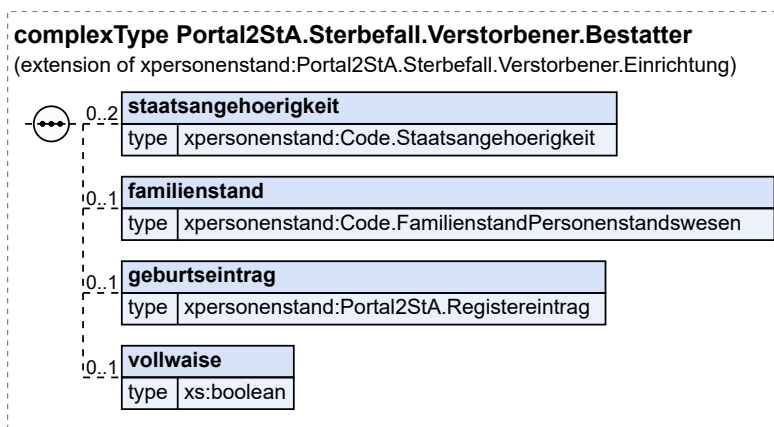 complexType Portal2StA.Sterbefall.Verstorbener.Bestatter
(extension of xpersonenstand:Portal2StA.Sterbefall.Verstorbener.Einrichtung)
0..2 staatsangehoerigkeit
type xpersonenstand:Code.Staatsangehoerigkeit
0..1 familienstand
type xpersonenstand:Code.FamilienstandPersonenstandswesen
0..1 geburtseintrag
type xpersonenstand:Portal2StA.Registereintrag
0..1 vollwaise
type xs:boolean